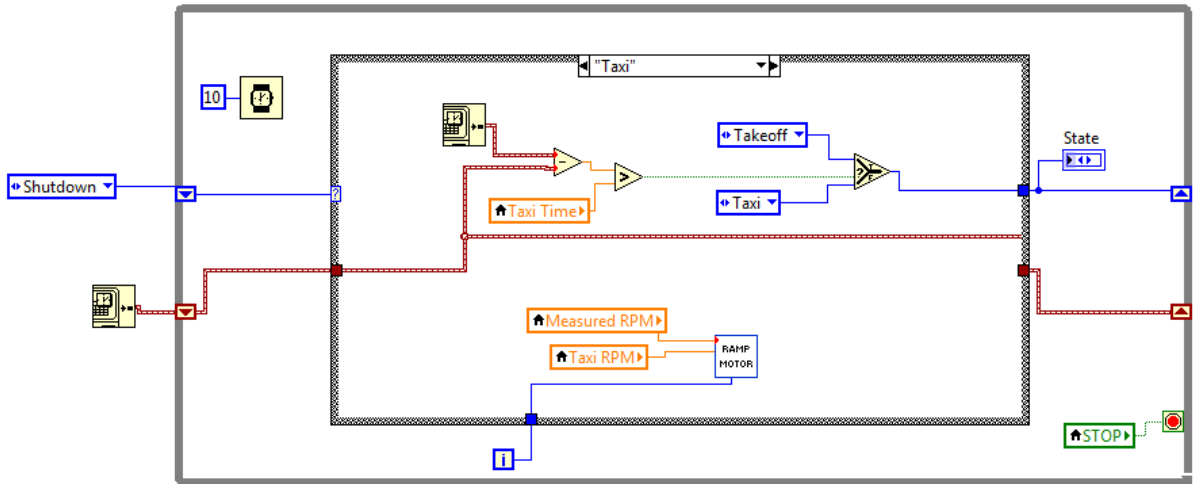 "Taxi"
10
Takeoff
State
Shutdown
?
-
>
?
T
F
Taxi Time
Taxi
Measured RPM
Taxi RPM
RAMP
MOTOR
STOP
i